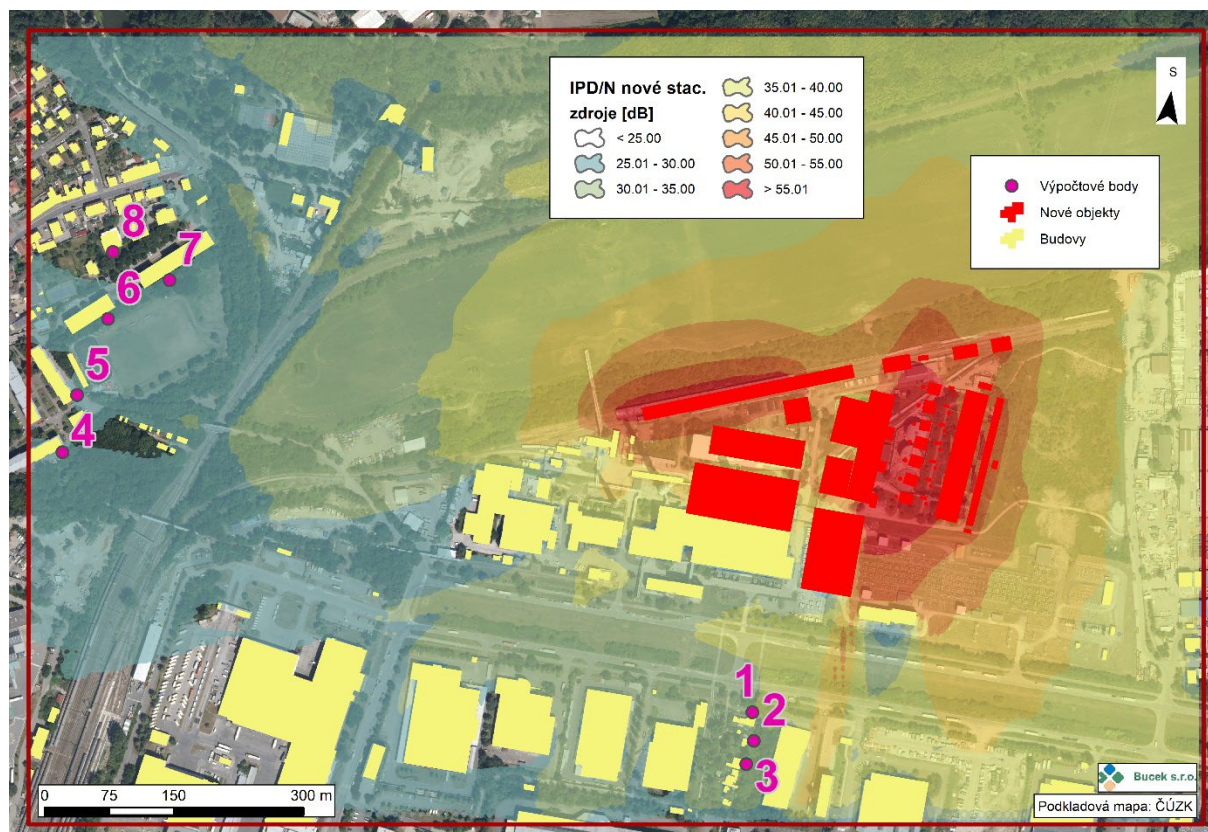 IPD/N nové stac.
zdroje [dB]
< 25.00
25.01 - 30.00
30.01 - 35.00
35.01 - 40.00
40.01 - 45.00
45.01 - 50.00
50.01 - 55.00
> 55.01
S
Výpočtové body
Nové objekty
Budovy
8
7
6
5
4
1
2
3
0 75 150 300 m
Bucek s.r.o.
Podkladová mapa: ČÚZK